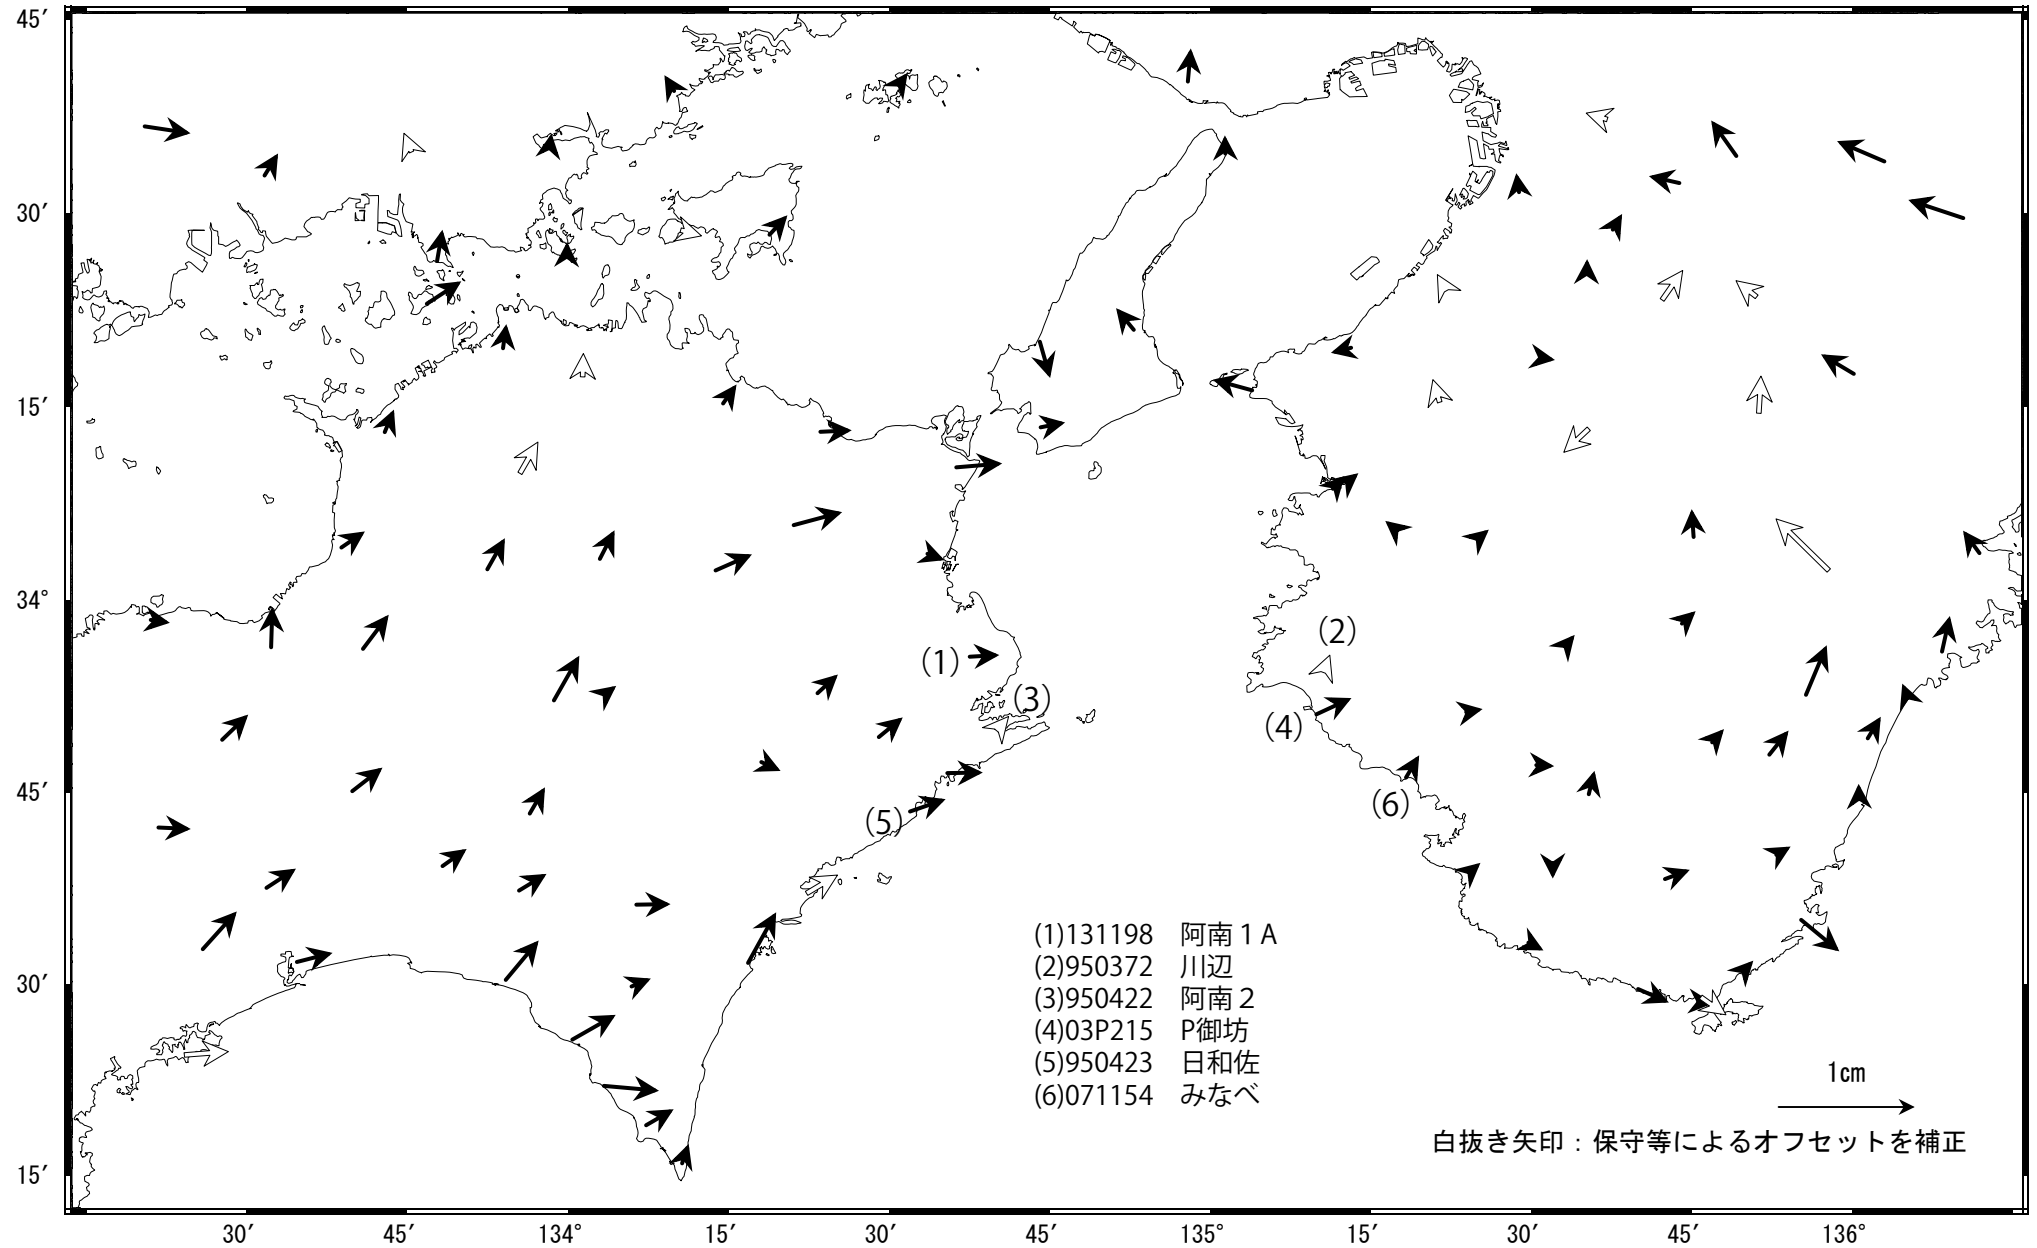 45′
30′
15′
34°
45′
30′
15′
(1)
(2)
(3)
(4)
(5)
(6)
(1)131198 阿南１A
(2)950372 川辺
(3)950422 阿南２
(4)03P215 P御坊
(5)950423 日和佐
(6)071154 みなべ
1cm
白抜き矢印：保守等によるオフセットを補正
30′ 45′ 134° 15′ 30′ 45′ 135° 15′ 30′ 45′ 136°